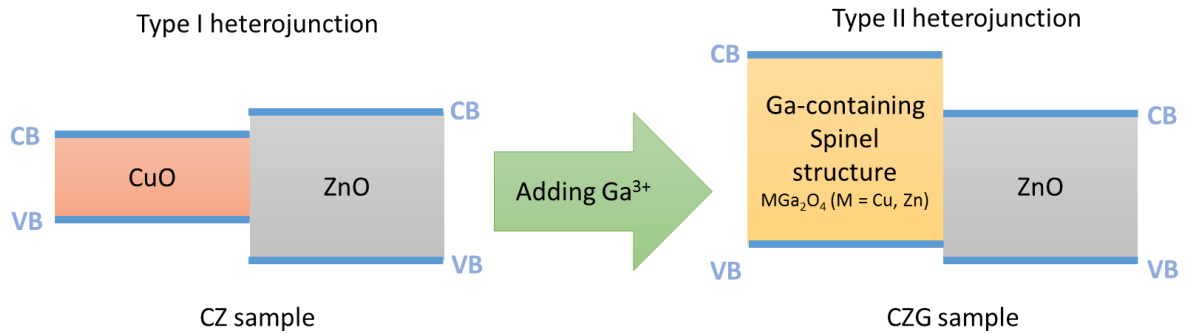 Type I heterojunction
CB
CuO
VB
CB
ZnO
VB
CZ sample
Adding Ga³⁺
Type II heterojunction
CB
Ga-containing
Spinel
structure
MGa₂O₄ (M = Cu, Zn)
VB
CB
ZnO
VB
CZG sample